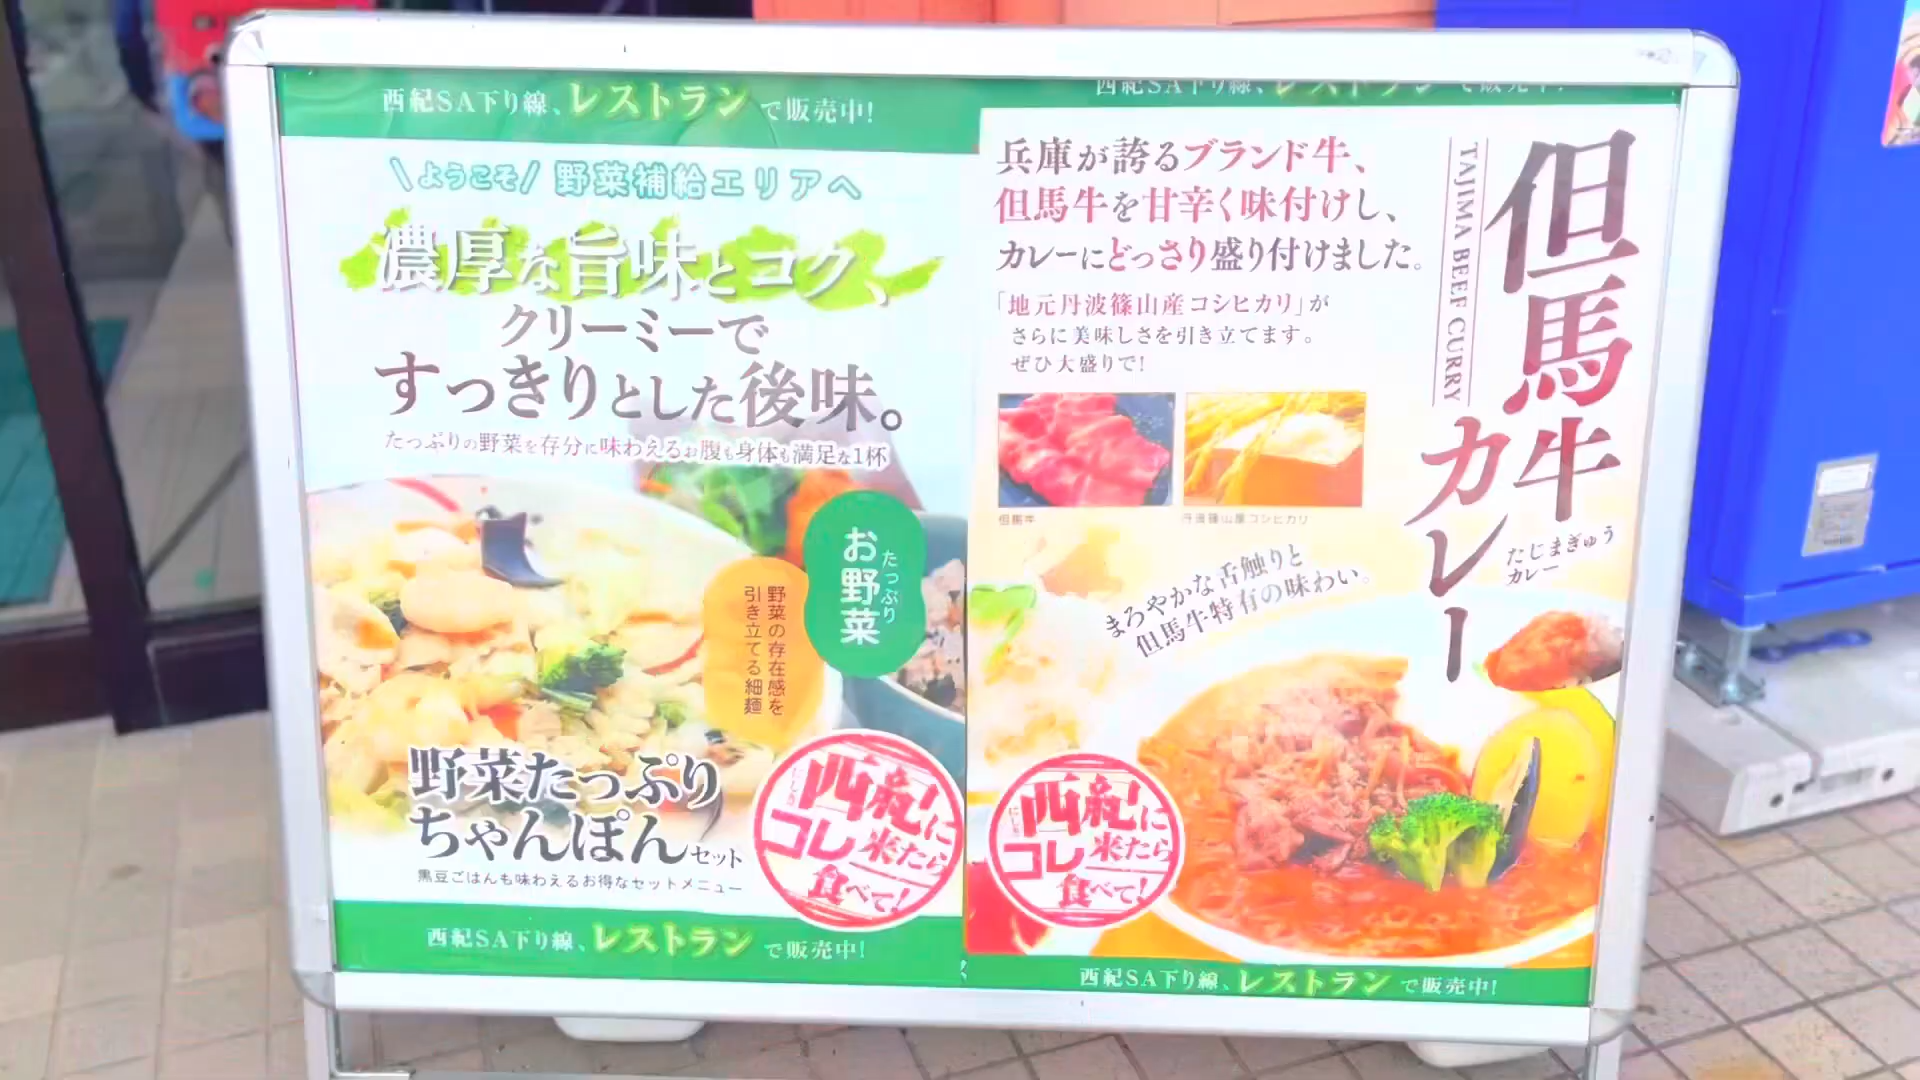 西紀SA下り線、レストランで販売中!
\ようこそ/ 野菜補給エリアへ
濃厚な旨味とコク、
クリーミーで
すっきりとした後味。
たっぷりの野菜を存分に味わえるお腹も身体も満足な1杯
たっぷり
お野菜
野菜の存在感を
引き立てる細麺
野菜たっぷり
ちゃんぽんセット
黒豆ごはんも味わえるお得なセットメニュー
にしき
西紀に
来たら
コレ
食べて!
西紀SA下り線、レストランで販売中!
西紀SA下り線、レストランで販売中!
兵庫が誇るブランド牛、
但馬牛を甘辛く味付けし、
カレーにどっさり盛り付けました。
「地元丹波篠山産コシヒカリ」が
さらに美味しさを引き立てます。
ぜひ大盛りで!
但馬牛
丹波篠山産コシヒカリ
但馬牛
カレー
TAJIMA BEEF CURRY
たじまぎゅう
カレー
まろやかな舌触りと
但馬牛特有の味わい。
にしき
西紀に
来たら
コレ
食べて!
西紀SA下り線、レストランで販売中!